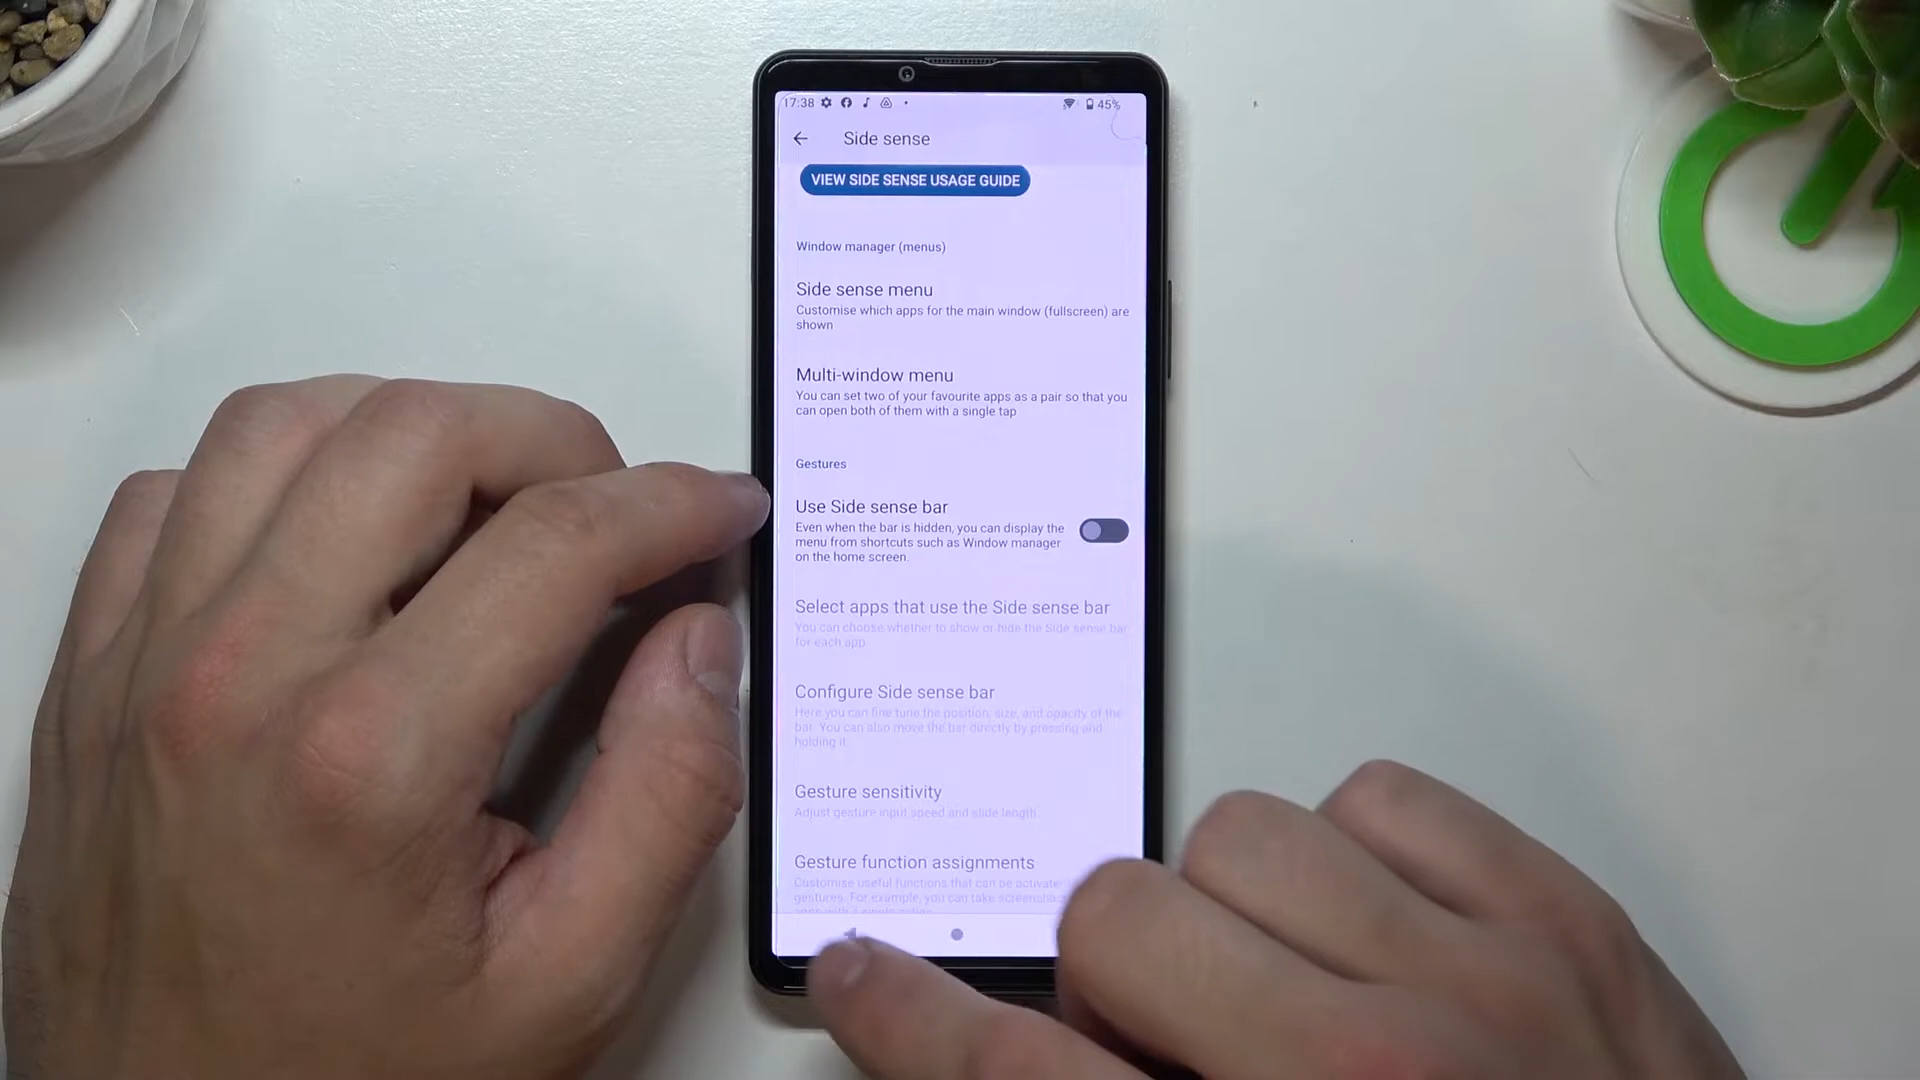 17:38
45%
Side sense
VIEW SIDE SENSE USAGE GUIDE
Window manager (menus)
Side sense menu
Customise which apps for the main window (fullscreen) are
shown
Multi-window menu
You can set two of your favourite apps as a pair so that you
can open both of them with a single tap
Gestures
Use Side sense bar
Even when the bar is hidden, you can display the
menu from shortcuts such as Window manager
on the home screen.
Select apps that use the Side sense bar
You can choose whether to show or hide the Side sense bar
for each app
Configure Side sense bar
Here you can fine tune the position, size, and opacity of the
bar. You can also move the bar directly by pressing and
holding it.
Gesture sensitivity
Adjust gesture input speed and slide length
Gesture function assignments
Customise useful functions that can be
gestures. For example, you can take